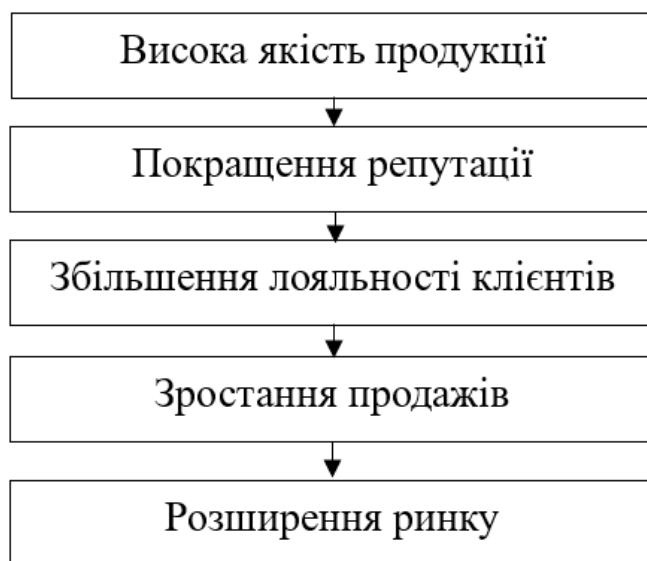 Висока якість продукції
Покращення репутації
Збільшення лояльності клієнтів
Зростання продажів
Розширення ринку